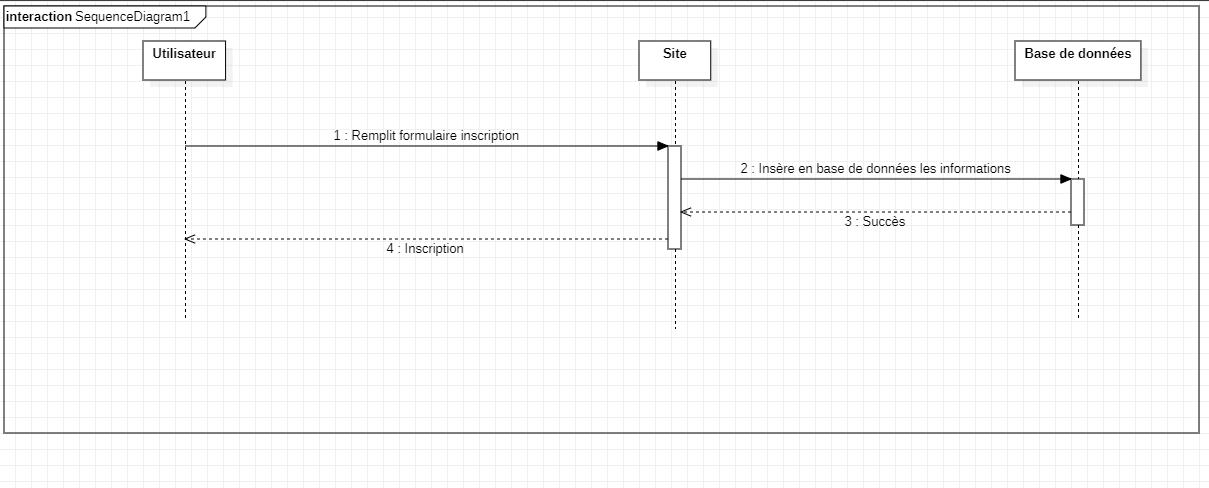 interaction SequenceDiagram1
Utilisateur
Site
Base de données
1 : Remplit formulaire inscription
2 : Insère en base de données les informations
3 : Succès
4 : Inscription